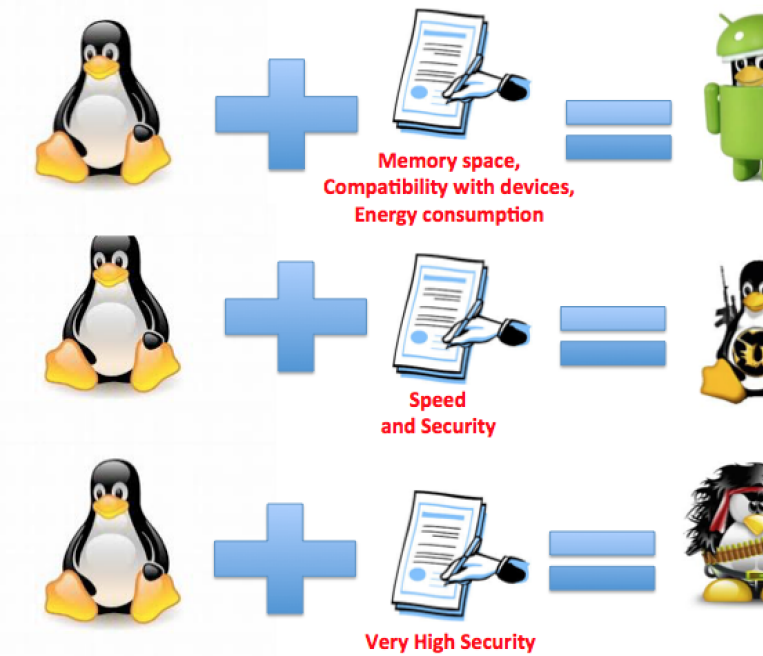 Memory space,
Compatibility with devices,
Energy consumption
Speed
and Security
Very High Security